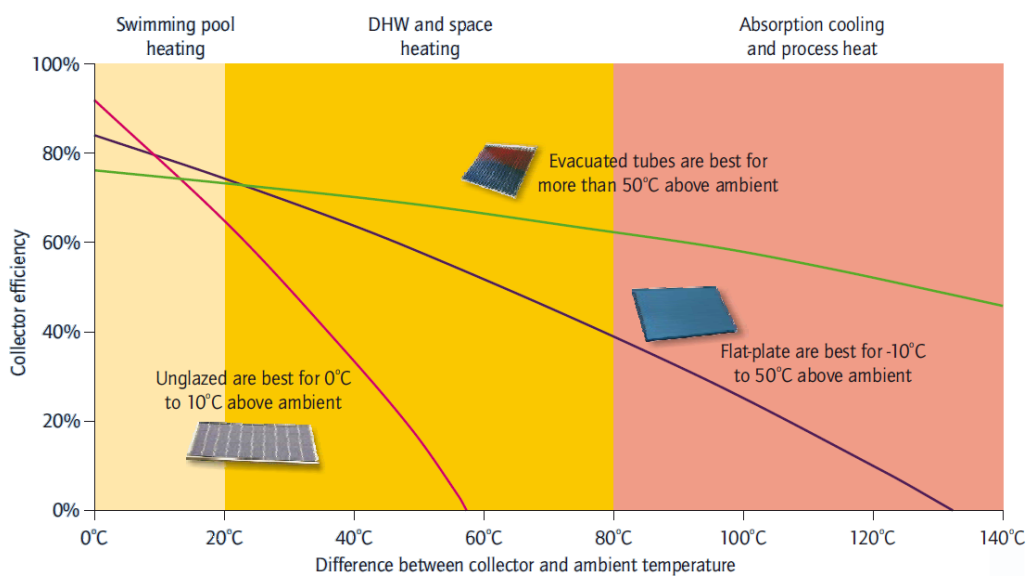 Swimming pool
heating
DHW and space
heating
Absorption cooling
and process heat
100%
80%
60%
40%
20%
0%
Collector efficiency
Evacuated tubes are best for
more than 50°C above ambient
Flat-plate are best for -10°C
to 50°C above ambient
Unglazed are best for 0°C
to 10°C above ambient
0°C 20°C 40°C 60°C 80°C 100°C 120°C 140°C
Difference between collector and ambient temperature